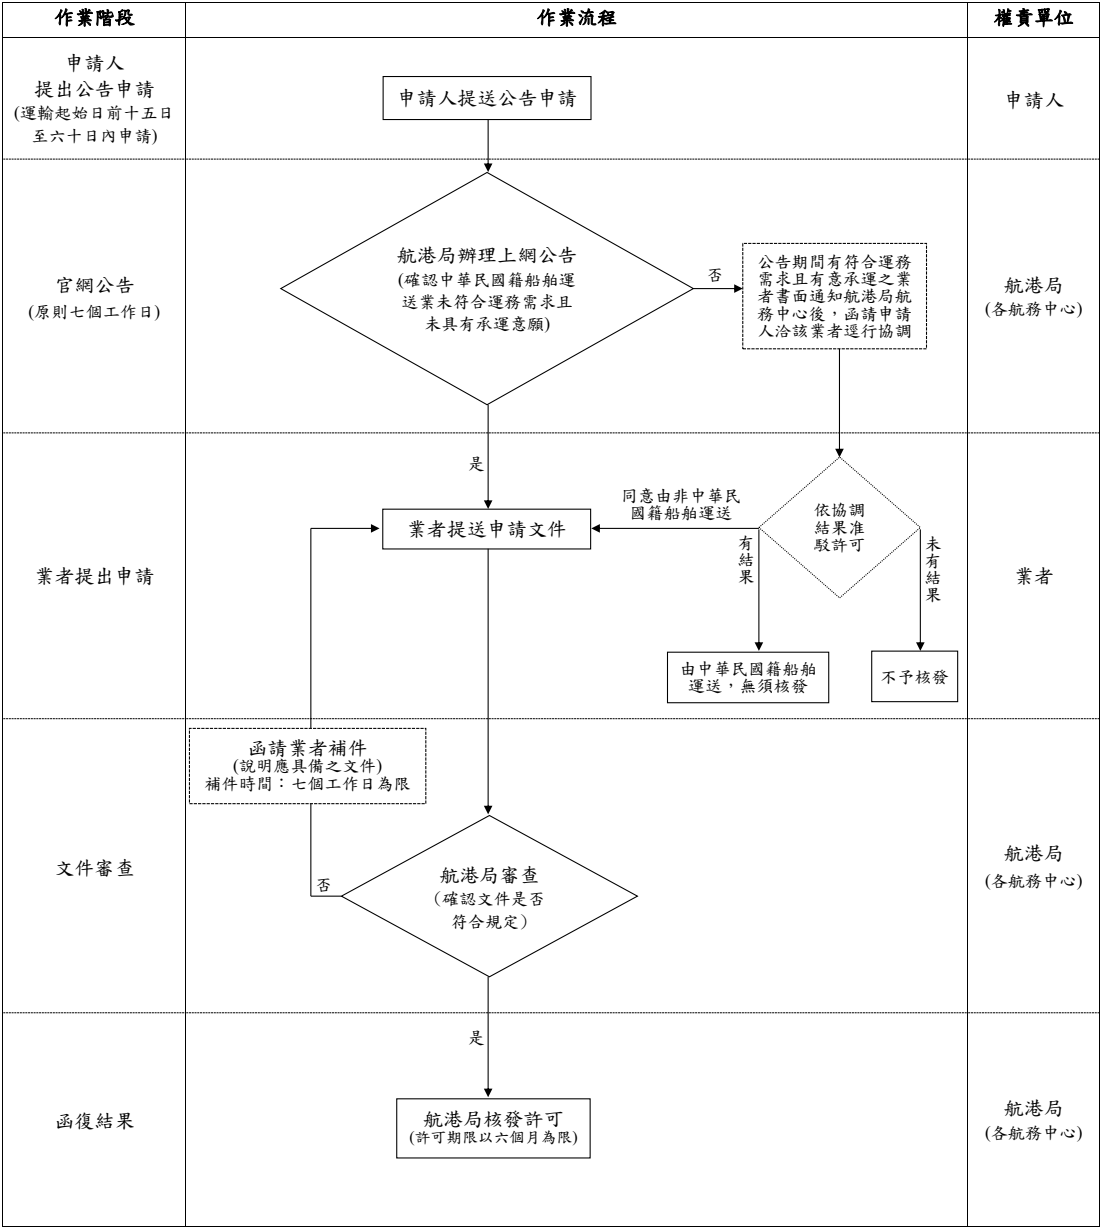 作業階段
作業流程
權責單位
申請人
提出公告申請
(運輸起始日前十五日
至六十日內申請)
申請人提送公告申請
申請人
官網公告
(原則七個工作日)
航港局辦理上網公告
(確認中華民國籍船舶運
送業未符合運務需求且
未具有承運意願)
否
公告期間有符合運務
需求且有意承運之業
者書面通知航港局航
務中心後，函請申請
人洽該業者逕行協調
航港局
(各航務中心)
是
業者提出申請
業者提送申請文件
同意由非中華民
國籍船舶運送
依協調
結果准
駁許可
有結果
未有結果
由中華民國籍船舶
運送，無須核發
不予核發
業者
文件審查
函請業者補件
(說明應具備之文件)
補件時間：七個工作日為限
否
航港局審查
（確認文件是否
符合規定）
航港局
(各航務中心)
是
函復結果
航港局核發許可
(許可期限以六個月為限)
航港局
(各航務中心)